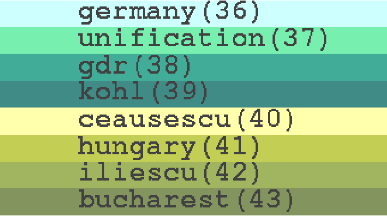 germany(36)
unification(37)
gdr(38)
kohl(39)
ceausescu(40)
hungary(41)
iliescu(42)
bucharest(43)